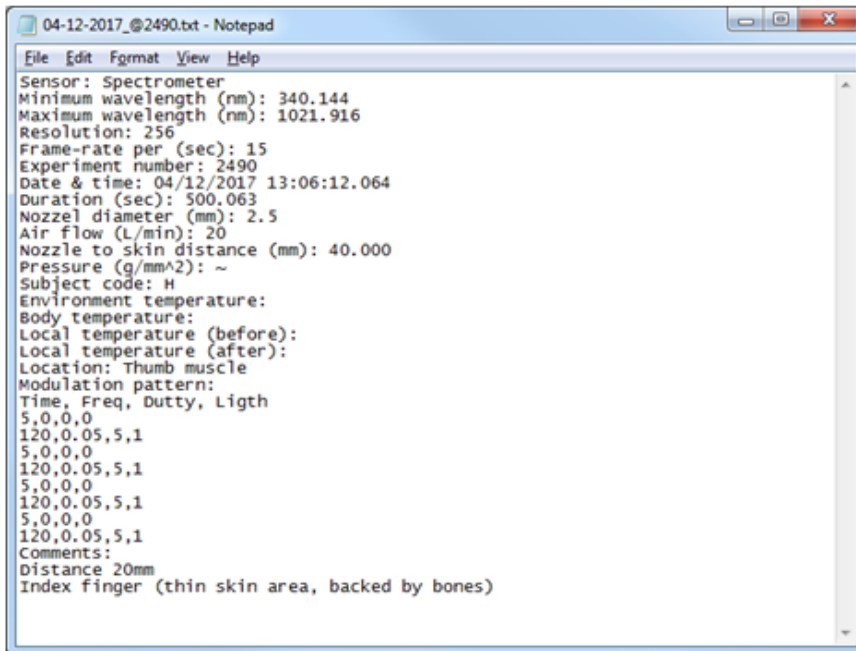 04-12-2017_@2490.txt - Notepad
File Edit Format View Help
Sensor: Spectrometer
Minimum wavelength (nm): 340.144
Maximum wavelength (nm): 1021.916
Resolution: 256
Frame-rate per (sec): 15
Experiment number: 2490
Date & time: 04/12/2017 13:06:12.064
Duration (sec): 500.063
Nozzel diameter (mm): 2.5
Air flow (L/min): 20
Nozzle to skin distance (mm): 40.000
Pressure (g/mm^2): ~
Subject code: H
Environment temperature:
Body temperature:
Local temperature (before):
Local temperature (after):
Location: Thumb muscle
Modulation pattern:
Time, Freq, Dutty, Ligth
5,0,0,0
120,0.05,5,1
5,0,0,0
120,0.05,5,1
5,0,0,0
120,0.05,5,1
5,0,0,0
120,0.05,5,1
Comments:
Distance 20mm
Index finger (thin skin area, backed by bones)